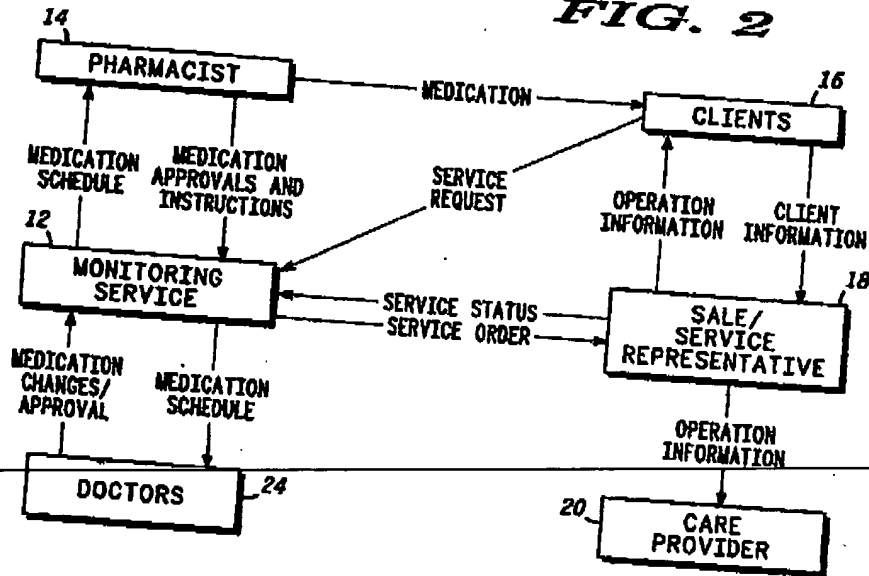 FIG. 2
14
PHARMACIST
MEDICATION
16
CLIENTS
MEDICATION
SCHEDULE
MEDICATION
APPROVALS AND
INSTRUCTIONS
SERVICE
REQUEST
OPERATION
INFORMATION
CLIENT
INFORMATION
12
MONITORING
SERVICE
SERVICE STATUS
SERVICE ORDER
18
SALE/
SERVICE
REPRESENTATIVE
MEDICATION
CHANGES/
APPROVAL
MEDICATION
SCHEDULE
OPERATION
INFORMATION
DOCTORS
24
20
CARE
PROVIDER